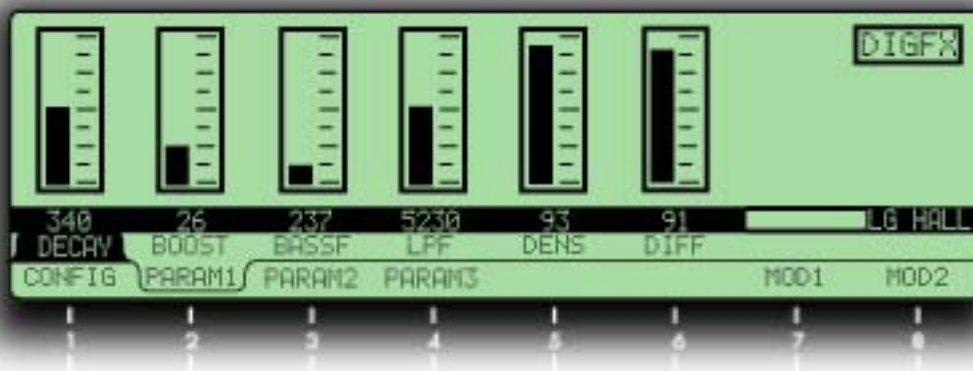 DIGFX
340 26 237 5230 93 91 LG HALL
DECAY BOOST BASSF LPF DENS DIFF
CONFIG PARAM1 PARAM2 PARAM3 MOD1 MOD2
1 2 3 4 5 6 7 8